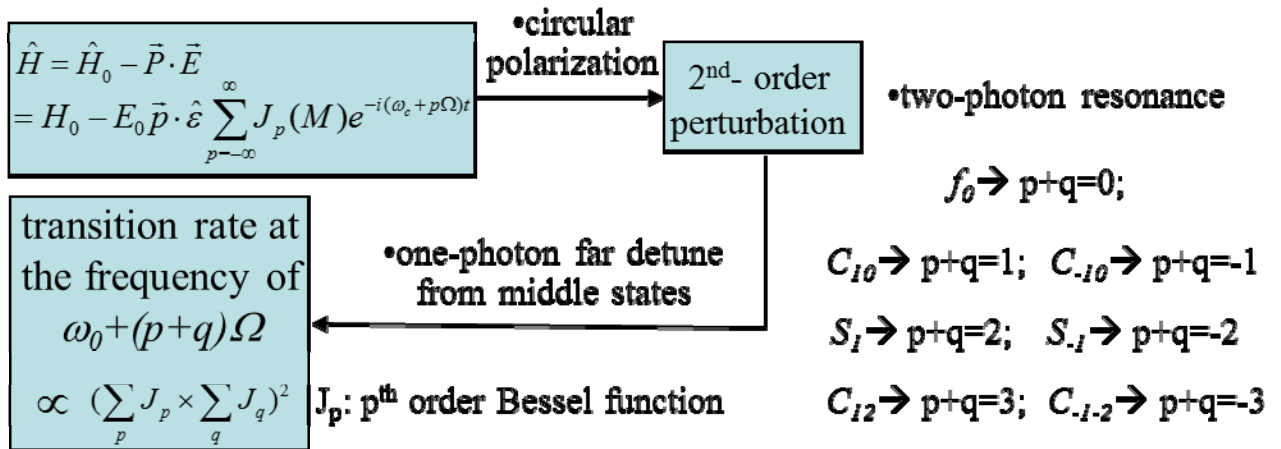 Ĥ = Ĥ₀ − P⃗ · E⃗
= H₀ − E₀ p⃗ · ε̂ ∑_{p=−∞}^{∞} J_p(M)e^{−i(ω_c + pΩ)t}
•circular
polarization
2ⁿᵈ- order
perturbation
•two-photon resonance
f₀→ p+q=0;
C₁₀→ p+q=1; C₋₁₀→ p+q=-1
S₁→ p+q=2; S₋₁→ p+q=-2
C₁₂→ p+q=3; C₋₁₋₂→ p+q=-3
•one-photon far detune
from middle states
transition rate at
the frequency of
ω₀+(p+q)Ω
∝ (∑_p J_p × ∑_q J_q)²
J_p: pᵗʰ order Bessel function